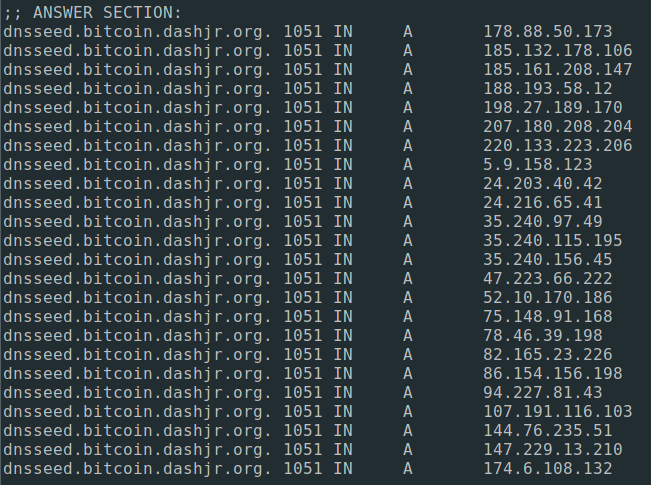 ;; ANSWER SECTION:
dnsseed.bitcoin.dashjr.org. 1051 IN A 178.88.50.173
dnsseed.bitcoin.dashjr.org. 1051 IN A 185.132.178.106
dnsseed.bitcoin.dashjr.org. 1051 IN A 185.161.208.147
dnsseed.bitcoin.dashjr.org. 1051 IN A 188.193.58.12
dnsseed.bitcoin.dashjr.org. 1051 IN A 198.27.189.170
dnsseed.bitcoin.dashjr.org. 1051 IN A 207.180.208.204
dnsseed.bitcoin.dashjr.org. 1051 IN A 220.133.223.206
dnsseed.bitcoin.dashjr.org. 1051 IN A 5.9.158.123
dnsseed.bitcoin.dashjr.org. 1051 IN A 24.203.40.42
dnsseed.bitcoin.dashjr.org. 1051 IN A 24.216.65.41
dnsseed.bitcoin.dashjr.org. 1051 IN A 35.240.97.49
dnsseed.bitcoin.dashjr.org. 1051 IN A 35.240.115.195
dnsseed.bitcoin.dashjr.org. 1051 IN A 35.240.156.45
dnsseed.bitcoin.dashjr.org. 1051 IN A 47.223.66.222
dnsseed.bitcoin.dashjr.org. 1051 IN A 52.10.170.186
dnsseed.bitcoin.dashjr.org. 1051 IN A 75.148.91.168
dnsseed.bitcoin.dashjr.org. 1051 IN A 78.46.39.198
dnsseed.bitcoin.dashjr.org. 1051 IN A 82.165.23.226
dnsseed.bitcoin.dashjr.org. 1051 IN A 86.154.156.198
dnsseed.bitcoin.dashjr.org. 1051 IN A 94.227.81.43
dnsseed.bitcoin.dashjr.org. 1051 IN A 107.191.116.103
dnsseed.bitcoin.dashjr.org. 1051 IN A 144.76.235.51
dnsseed.bitcoin.dashjr.org. 1051 IN A 147.229.13.210
dnsseed.bitcoin.dashjr.org. 1051 IN A 174.6.108.132